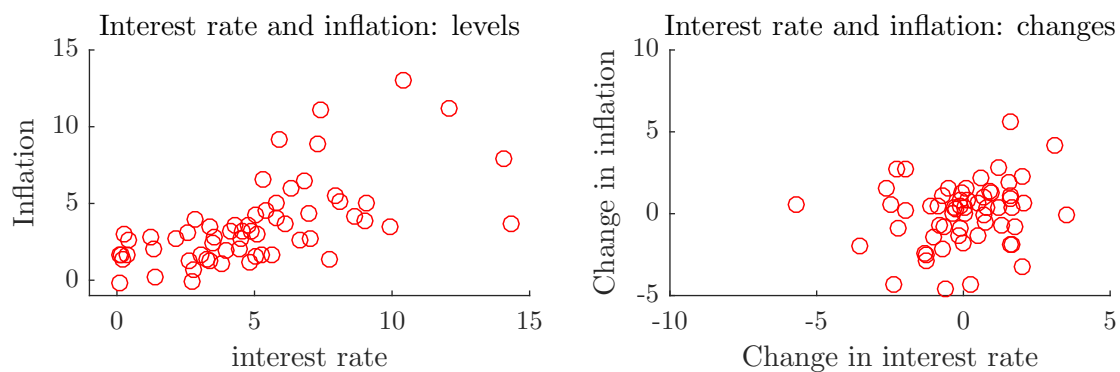 Interest rate and inflation: levels
15
10
5
0
Inflation
0
5
10
15
interest rate
Interest rate and inflation: changes
10
5
0
-5
Change in inflation
-10
-5
0
5
Change in interest rate